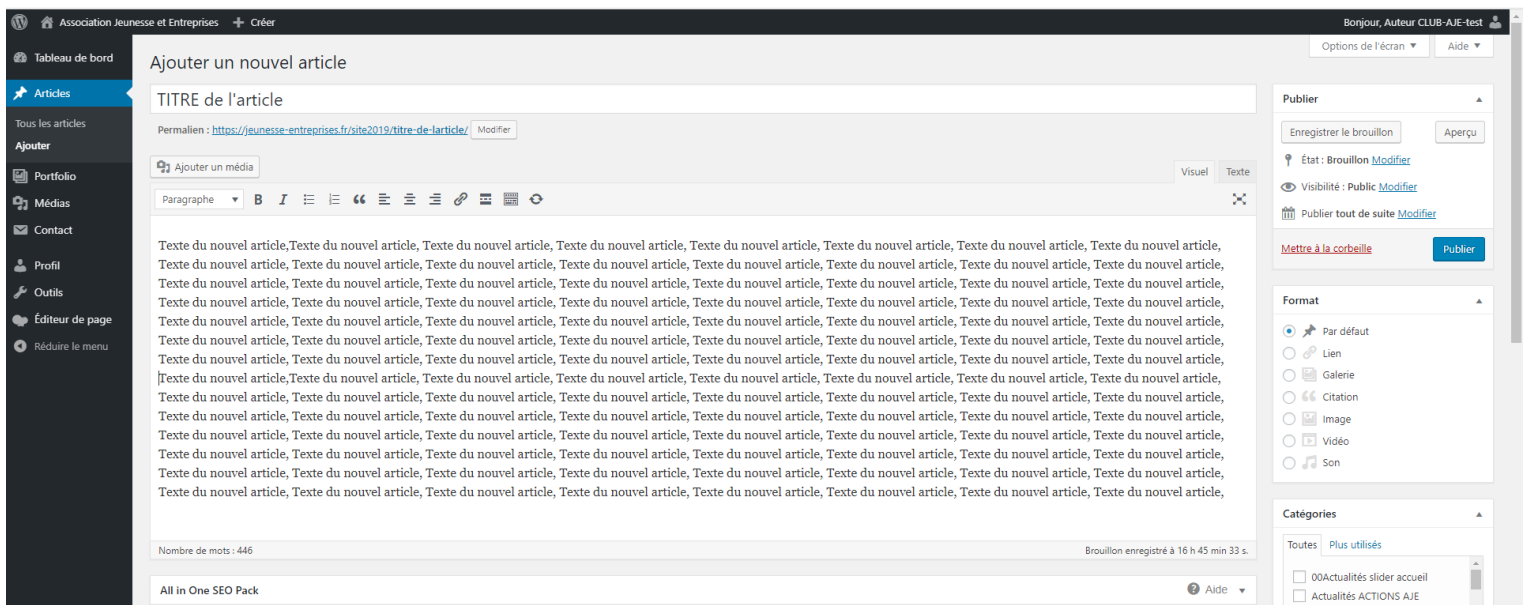 Association Jeunesse et Entreprises + Créer
Bonjour, Auteur CLUB-AJE-test
Options de l'écran ▼
Aide ▼
Tableau de bord
Articles
Tous les articles
Ajouter
Portfolio
Médias
Contact
Profil
Outils
Éditeur de page
Réduire le menu
Ajouter un nouvel article
TITRE de l'article
Permalien : https://jeunesse-entreprises.fr/site2019/titre-de-larticle/ Modifier
Ajouter un média
Visuel Texte
Paragraphe ▼ B I
Texte du nouvel article,Texte du nouvel article, Texte du nouvel article, Texte du nouvel article, Texte du nouvel article, Texte du nouvel article, Texte du nouvel article, Texte du nouvel article,
Texte du nouvel article, Texte du nouvel article, Texte du nouvel article, Texte du nouvel article, Texte du nouvel article, Texte du nouvel article, Texte du nouvel article, Texte du nouvel article,
Texte du nouvel article, Texte du nouvel article, Texte du nouvel article, Texte du nouvel article, Texte du nouvel article, Texte du nouvel article, Texte du nouvel article, Texte du nouvel article,
Texte du nouvel article, Texte du nouvel article, Texte du nouvel article, Texte du nouvel article, Texte du nouvel article, Texte du nouvel article, Texte du nouvel article, Texte du nouvel article,
Texte du nouvel article, Texte du nouvel article, Texte du nouvel article, Texte du nouvel article, Texte du nouvel article, Texte du nouvel article, Texte du nouvel article, Texte du nouvel article,
Texte du nouvel article, Texte du nouvel article, Texte du nouvel article, Texte du nouvel article, Texte du nouvel article, Texte du nouvel article, Texte du nouvel article, Texte du nouvel article,
Texte du nouvel article, Texte du nouvel article, Texte du nouvel article, Texte du nouvel article, Texte du nouvel article, Texte du nouvel article, Texte du nouvel article, Texte du nouvel article,
Texte du nouvel article,Texte du nouvel article, Texte du nouvel article, Texte du nouvel article, Texte du nouvel article, Texte du nouvel article, Texte du nouvel article, Texte du nouvel article,
Texte du nouvel article, Texte du nouvel article, Texte du nouvel article, Texte du nouvel article, Texte du nouvel article, Texte du nouvel article, Texte du nouvel article, Texte du nouvel article,
Texte du nouvel article, Texte du nouvel article, Texte du nouvel article, Texte du nouvel article, Texte du nouvel article, Texte du nouvel article, Texte du nouvel article, Texte du nouvel article,
Texte du nouvel article, Texte du nouvel article, Texte du nouvel article, Texte du nouvel article, Texte du nouvel article, Texte du nouvel article, Texte du nouvel article, Texte du nouvel article,
Texte du nouvel article, Texte du nouvel article, Texte du nouvel article, Texte du nouvel article, Texte du nouvel article, Texte du nouvel article, Texte du nouvel article, Texte du nouvel article,
Texte du nouvel article, Texte du nouvel article, Texte du nouvel article, Texte du nouvel article, Texte du nouvel article, Texte du nouvel article, Texte du nouvel article, Texte du nouvel article,
Texte du nouvel article, Texte du nouvel article, Texte du nouvel article, Texte du nouvel article, Texte du nouvel article, Texte du nouvel article, Texte du nouvel article, Texte du nouvel article,
Nombre de mots : 446
Brouillon enregistré à 16 h 45 min 33 s.
All in One SEO Pack
Aide ▼
Publier
Enregistrer le brouillon
Aperçu
État : Brouillon Modifier
Visibilité : Public Modifier
Publier tout de suite Modifier
Mettre à la corbeille
Publier
Format
Par défaut
Lien
Galerie
Citation
Image
Vidéo
Son
Catégories
Toutes Plus utilisés
00Actualités slider accueil
Actualités ACTIONS AJE